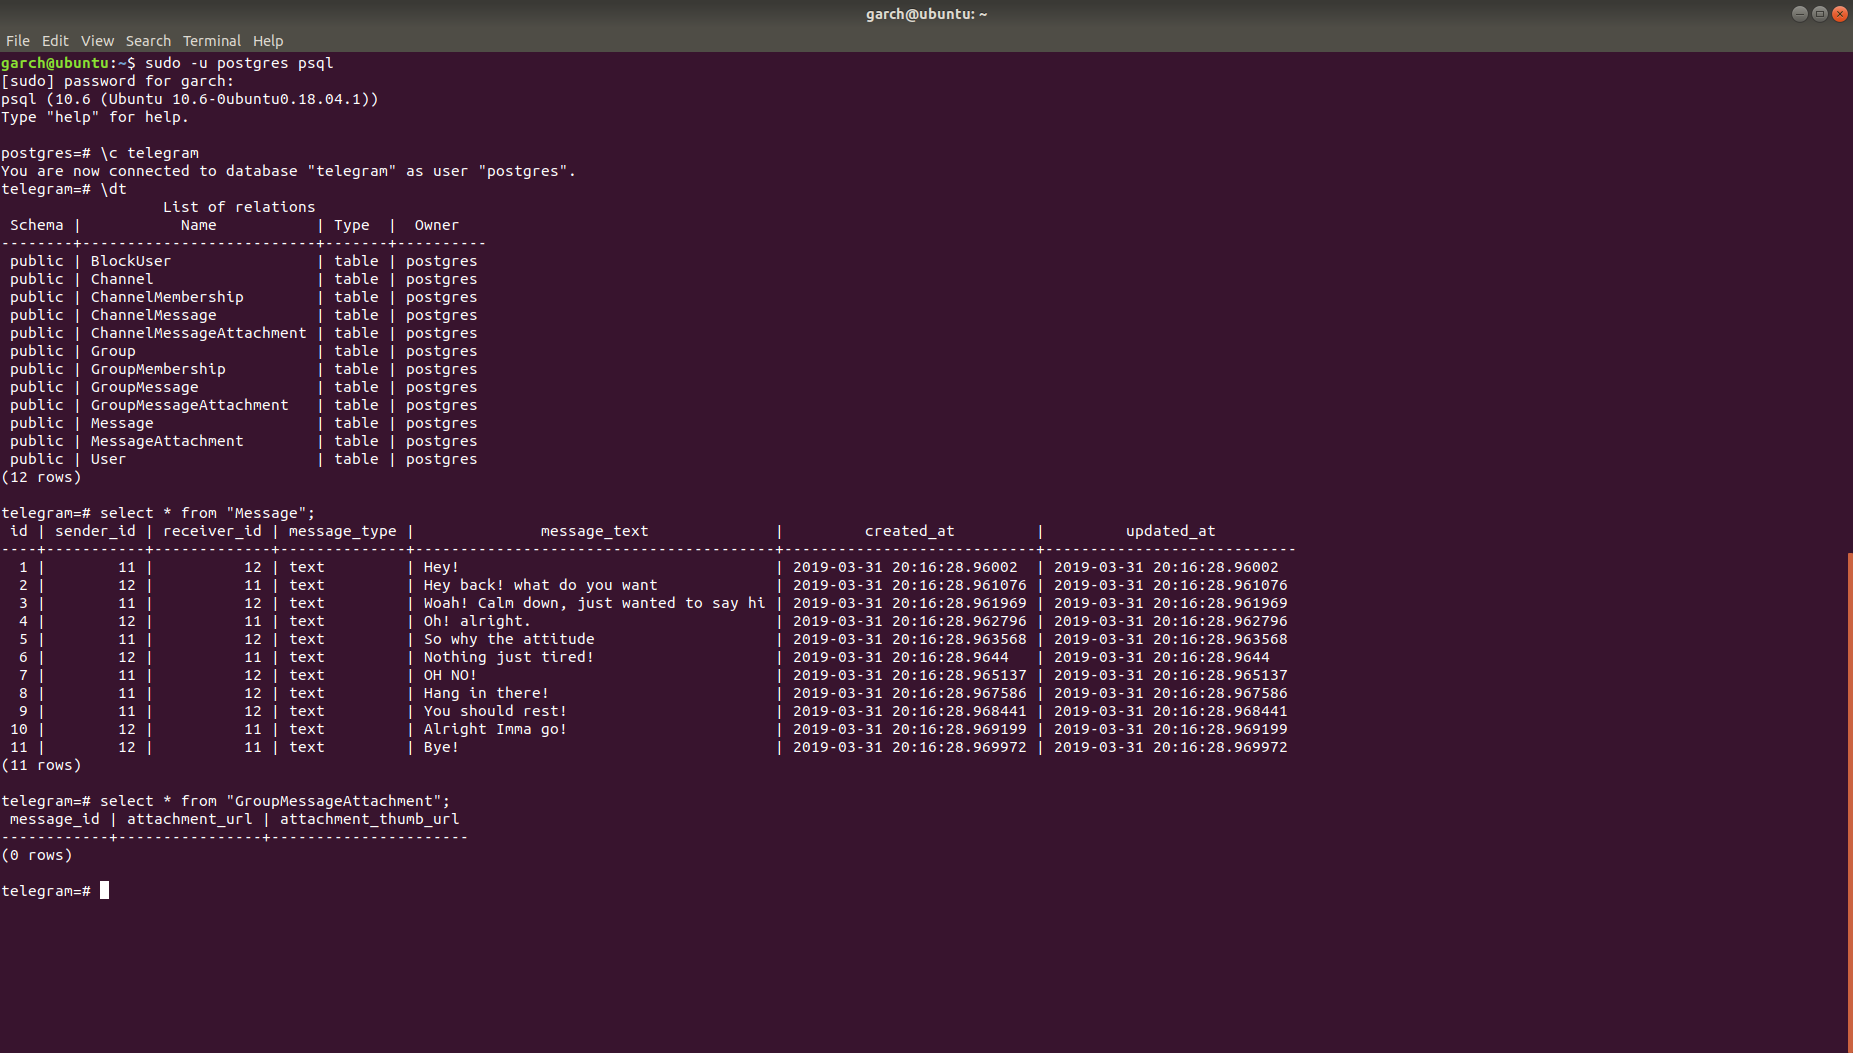 garch@ubuntu: ~
File Edit View Search Terminal Help
garch@ubuntu:~$ sudo -u postgres psql
[sudo] password for garch:
psql (10.6 (Ubuntu 10.6-0ubuntu0.18.04.1))
Type "help" for help.

postgres=# \c telegram
You are now connected to database "telegram" as user "postgres".
telegram=# \dt
                  List of relations
 Schema |           Name           | Type  |  Owner
--------+--------------------------+-------+----------
 public | BlockUser                | table | postgres
 public | Channel                  | table | postgres
 public | ChannelMembership        | table | postgres
 public | ChannelMessage           | table | postgres
 public | ChannelMessageAttachment | table | postgres
 public | Group                    | table | postgres
 public | GroupMembership          | table | postgres
 public | GroupMessage             | table | postgres
 public | GroupMessageAttachment   | table | postgres
 public | Message                  | table | postgres
 public | MessageAttachment        | table | postgres
 public | User                     | table | postgres
(12 rows)

telegram=# select * from "Message";
 id | sender_id | receiver_id | message_type |              message_text              |         created_at         |         updated_at
----+-----------+-------------+--------------+----------------------------------------+----------------------------+----------------------------
  1 |        11 |          12 | text         | Hey!                                   | 2019-03-31 20:16:28.96002  | 2019-03-31 20:16:28.96002
  2 |        12 |          11 | text         | Hey back! what do you want             | 2019-03-31 20:16:28.961076 | 2019-03-31 20:16:28.961076
  3 |        11 |          12 | text         | Woah! Calm down, just wanted to say hi | 2019-03-31 20:16:28.961969 | 2019-03-31 20:16:28.961969
  4 |        12 |          11 | text         | Oh! alright.                           | 2019-03-31 20:16:28.962796 | 2019-03-31 20:16:28.962796
  5 |        11 |          12 | text         | So why the attitude                    | 2019-03-31 20:16:28.963568 | 2019-03-31 20:16:28.963568
  6 |        12 |          11 | text         | Nothing just tired!                    | 2019-03-31 20:16:28.9644   | 2019-03-31 20:16:28.9644
  7 |        11 |          12 | text         | OH NO!                                 | 2019-03-31 20:16:28.965137 | 2019-03-31 20:16:28.965137
  8 |        11 |          12 | text         | Hang in there!                         | 2019-03-31 20:16:28.967586 | 2019-03-31 20:16:28.967586
  9 |        11 |          12 | text         | You should rest!                       | 2019-03-31 20:16:28.968441 | 2019-03-31 20:16:28.968441
 10 |        12 |          11 | text         | Alright Imma go!                       | 2019-03-31 20:16:28.969199 | 2019-03-31 20:16:28.969199
 11 |        12 |          11 | text         | Bye!                                   | 2019-03-31 20:16:28.969972 | 2019-03-31 20:16:28.969972
(11 rows)

telegram=# select * from "GroupMessageAttachment";
 message_id | attachment_url | attachment_thumb_url
------------+----------------+----------------------
(0 rows)

telegram=#